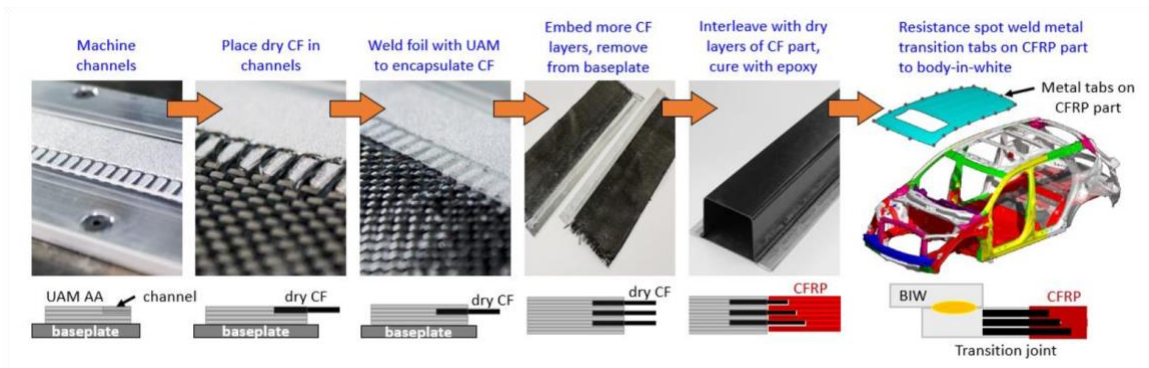 Machine
channels
Place dry CF in
channels
Weld foil with UAM
to encapsulate CF
Embed more CF
layers, remove
from baseplate
Interleave with dry
layers of CF part,
cure with epoxy
Resistance spot weld metal
transition tabs on CFRP part
to body-in-white
Metal tabs on
CFRP part
UAM AA
channel
baseplate
dry CF
baseplate
dry CF
baseplate
dry CF
CFRP
BIW
CFRP
Transition joint